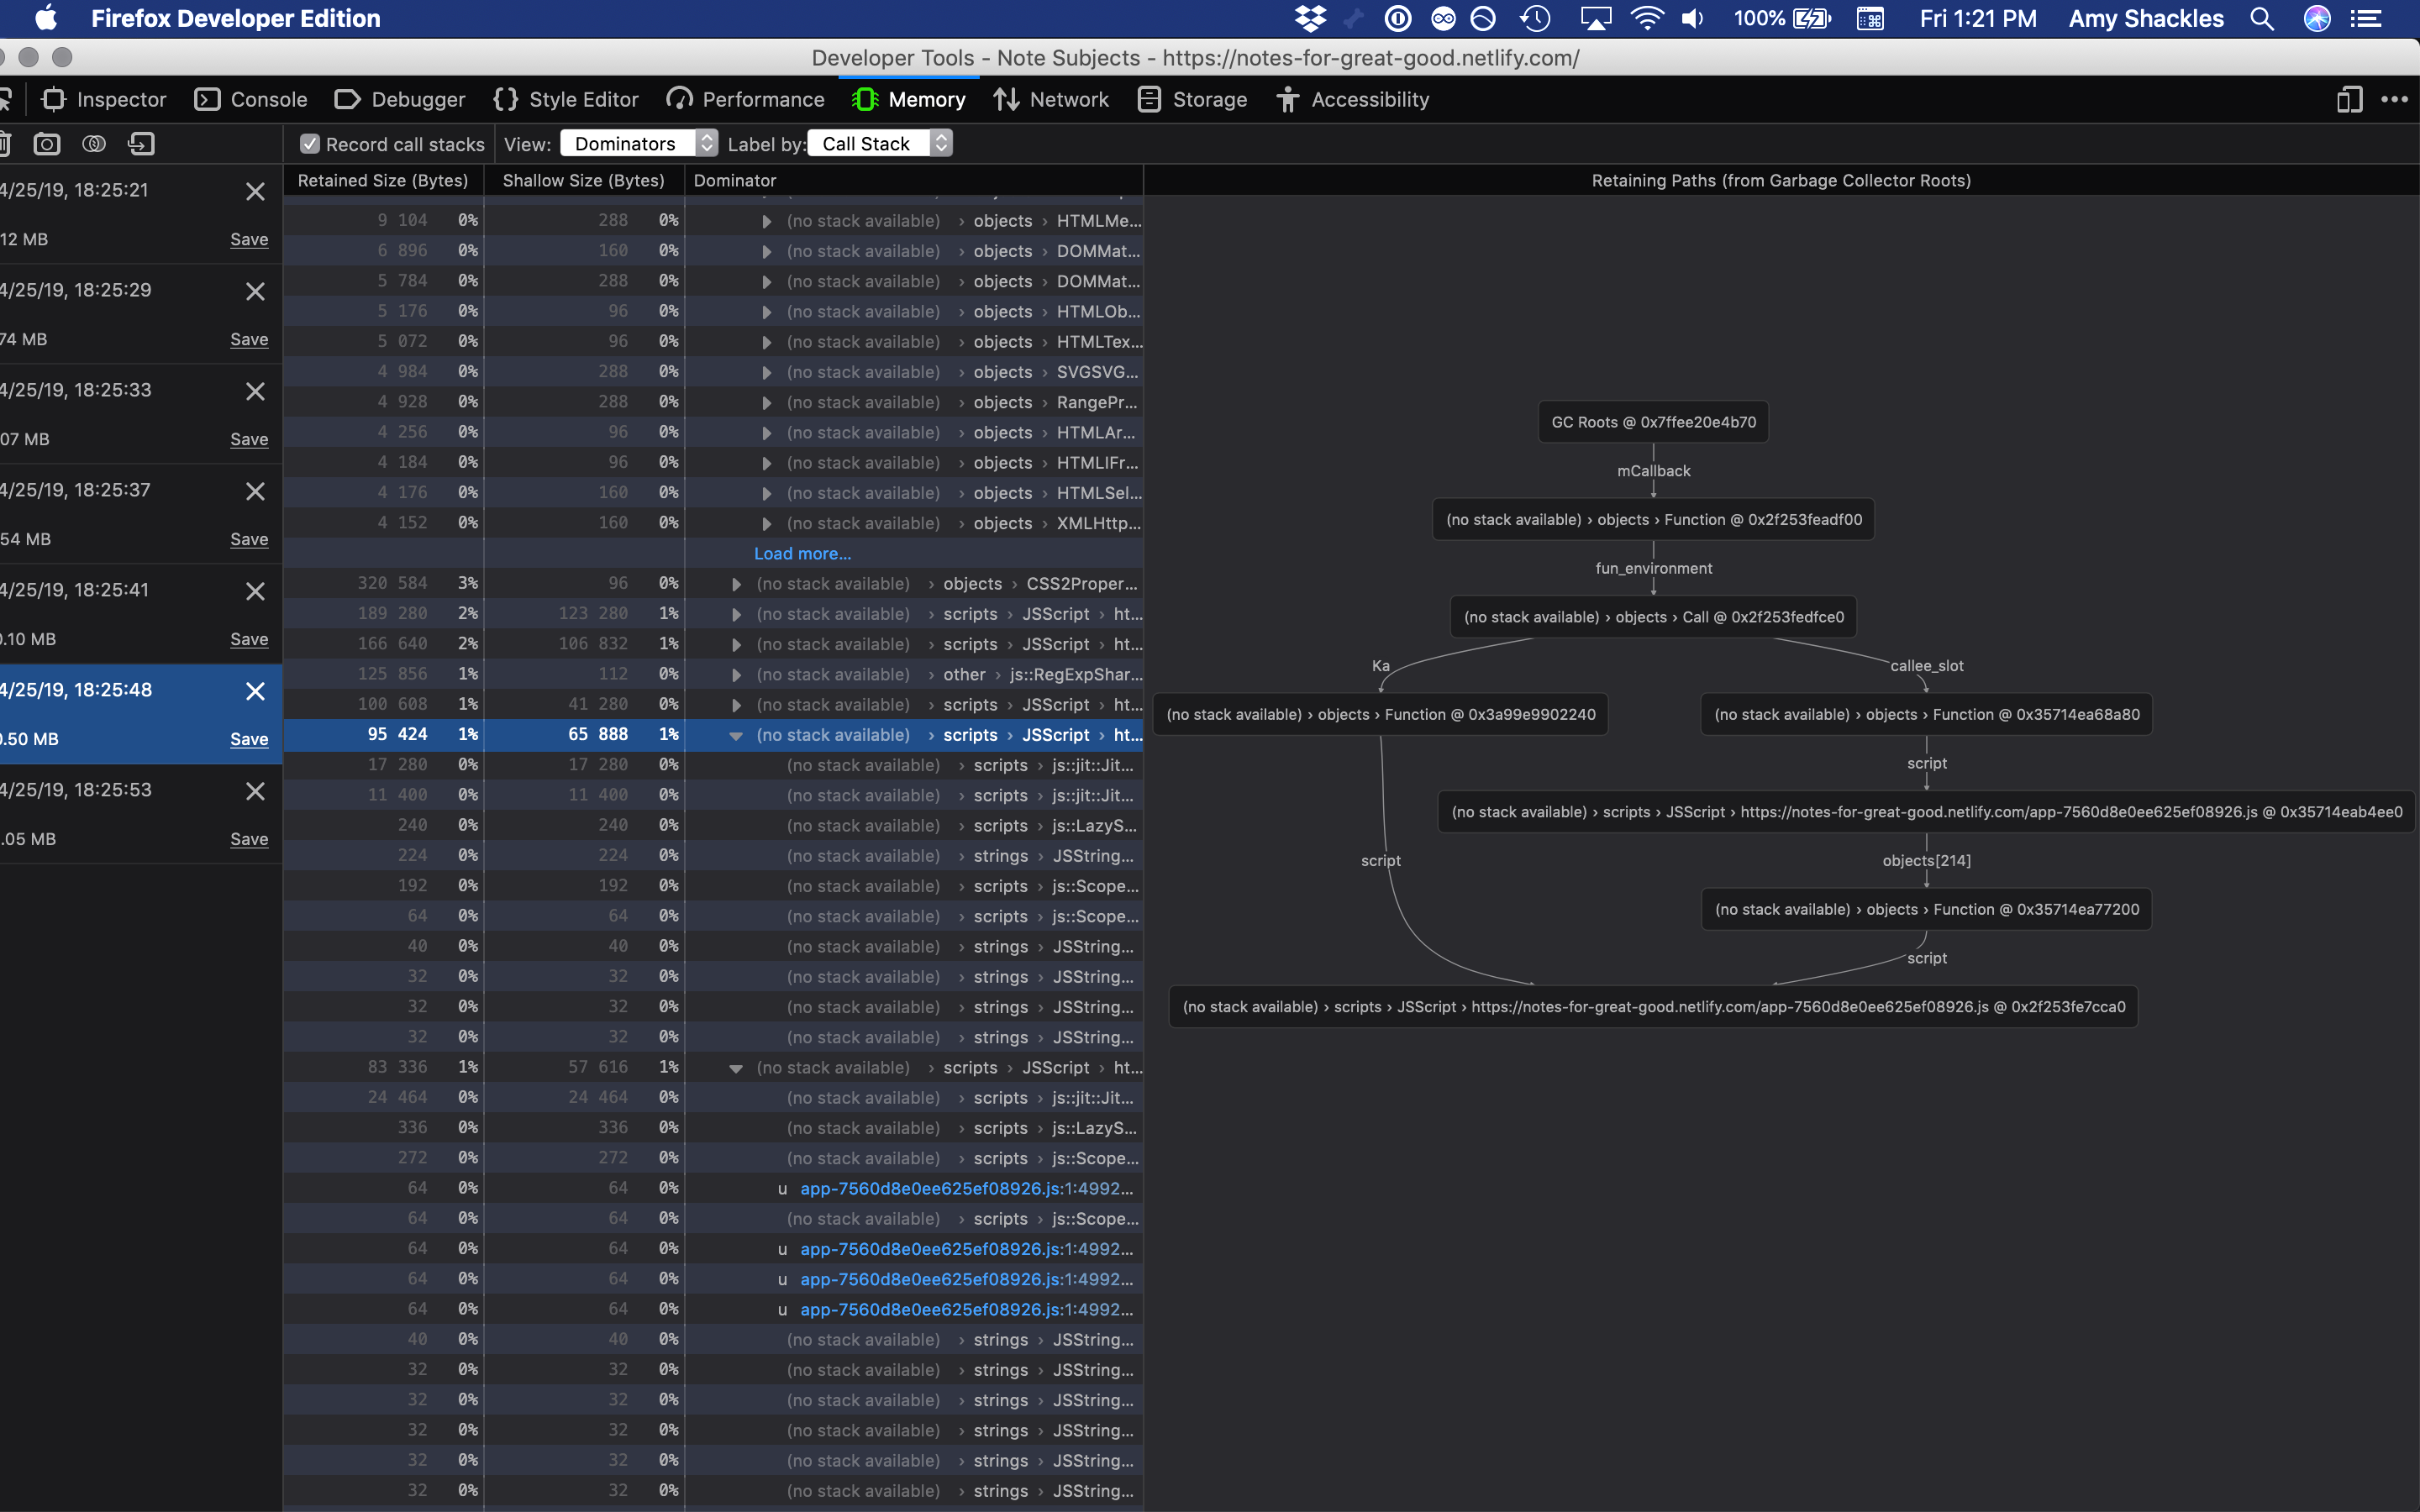 Firefox Developer Edition
100%
Fri 1:21 PM
Amy Shackles
Developer Tools - Note Subjects - https://notes-for-great-good.netlify.com/
Inspector
Console
Debugger
Style Editor
Performance
Memory
Network
Storage
Accessibility
Record call stacks
View:
Dominators
Label by:
Call Stack
4/25/19, 18:25:21
12 MB
Save
4/25/19, 18:25:29
74 MB
Save
4/25/19, 18:25:33
07 MB
Save
4/25/19, 18:25:37
54 MB
Save
4/25/19, 18:25:41
0.10 MB
Save
4/25/19, 18:25:48
0.50 MB
Save
4/25/19, 18:25:53
.05 MB
Save
Retained Size (Bytes) Shallow Size (Bytes) Dominator
9 104 0% 288 0% (no stack available) › objects › HTMLMe...
6 896 0% 160 0% (no stack available) › objects › DOMMat...
5 784 0% 288 0% (no stack available) › objects › DOMMat...
5 176 0% 96 0% (no stack available) › objects › HTMLOb...
5 072 0% 96 0% (no stack available) › objects › HTMLTex...
4 984 0% 288 0% (no stack available) › objects › SVGSVG...
4 928 0% 288 0% (no stack available) › objects › RangePr...
4 256 0% 96 0% (no stack available) › objects › HTMLAr...
4 184 0% 96 0% (no stack available) › objects › HTMLIFr...
4 176 0% 160 0% (no stack available) › objects › HTMLSel...
4 152 0% 160 0% (no stack available) › objects › XMLHttp...
Load more...
320 584 3% 96 0% (no stack available) › objects › CSS2Proper...
189 280 2% 123 280 1% (no stack available) › scripts › JSScript › ht...
166 640 2% 106 832 1% (no stack available) › scripts › JSScript › ht...
125 856 1% 112 0% (no stack available) › other › js::RegExpShar...
100 608 1% 41 280 0% (no stack available) › scripts › JSScript › ht...
95 424 1% 65 888 1% (no stack available) › scripts › JSScript › ht...
17 280 0% 17 280 0% (no stack available) › scripts › js::jit::Jit...
11 400 0% 11 400 0% (no stack available) › scripts › js::jit::Jit...
240 0% 240 0% (no stack available) › scripts › js::LazyS...
224 0% 224 0% (no stack available) › strings › JSString...
192 0% 192 0% (no stack available) › scripts › js::Scope...
64 0% 64 0% (no stack available) › scripts › js::Scope...
40 0% 40 0% (no stack available) › strings › JSString...
32 0% 32 0% (no stack available) › strings › JSString...
32 0% 32 0% (no stack available) › strings › JSString...
32 0% 32 0% (no stack available) › strings › JSString...
83 336 1% 57 616 1% (no stack available) › scripts › JSScript › ht...
24 464 0% 24 464 0% (no stack available) › scripts › js::jit::Jit...
336 0% 336 0% (no stack available) › scripts › js::LazyS...
272 0% 272 0% (no stack available) › scripts › js::Scope...
64 0% 64 0% u app-7560d8e0ee625ef08926.js:1:4992...
64 0% 64 0% (no stack available) › scripts › js::Scope...
64 0% 64 0% u app-7560d8e0ee625ef08926.js:1:4992...
64 0% 64 0% u app-7560d8e0ee625ef08926.js:1:4992...
64 0% 64 0% u app-7560d8e0ee625ef08926.js:1:4992...
40 0% 40 0% (no stack available) › strings › JSString...
32 0% 32 0% (no stack available) › strings › JSString...
32 0% 32 0% (no stack available) › strings › JSString...
32 0% 32 0% (no stack available) › strings › JSString...
32 0% 32 0% (no stack available) › strings › JSString...
32 0% 32 0% (no stack available) › strings › JSString...
Retaining Paths (from Garbage Collector Roots)
GC Roots @ 0x7ffee20e4b70
mCallback
(no stack available) › objects › Function @ 0x2f253feadf00
fun_environment
(no stack available) › objects › Call @ 0x2f253fedfce0
Ka
callee_slot
(no stack available) › objects › Function @ 0x3a99e9902240
(no stack available) › objects › Function @ 0x35714ea68a80
script
(no stack available) › scripts › JSScript › https://notes-for-great-good.netlify.com/app-7560d8e0ee625ef08926.js @ 0x35714eab4ee0
script
objects[214]
(no stack available) › objects › Function @ 0x35714ea77200
script
(no stack available) › scripts › JSScript › https://notes-for-great-good.netlify.com/app-7560d8e0ee625ef08926.js @ 0x2f253fe7cca0